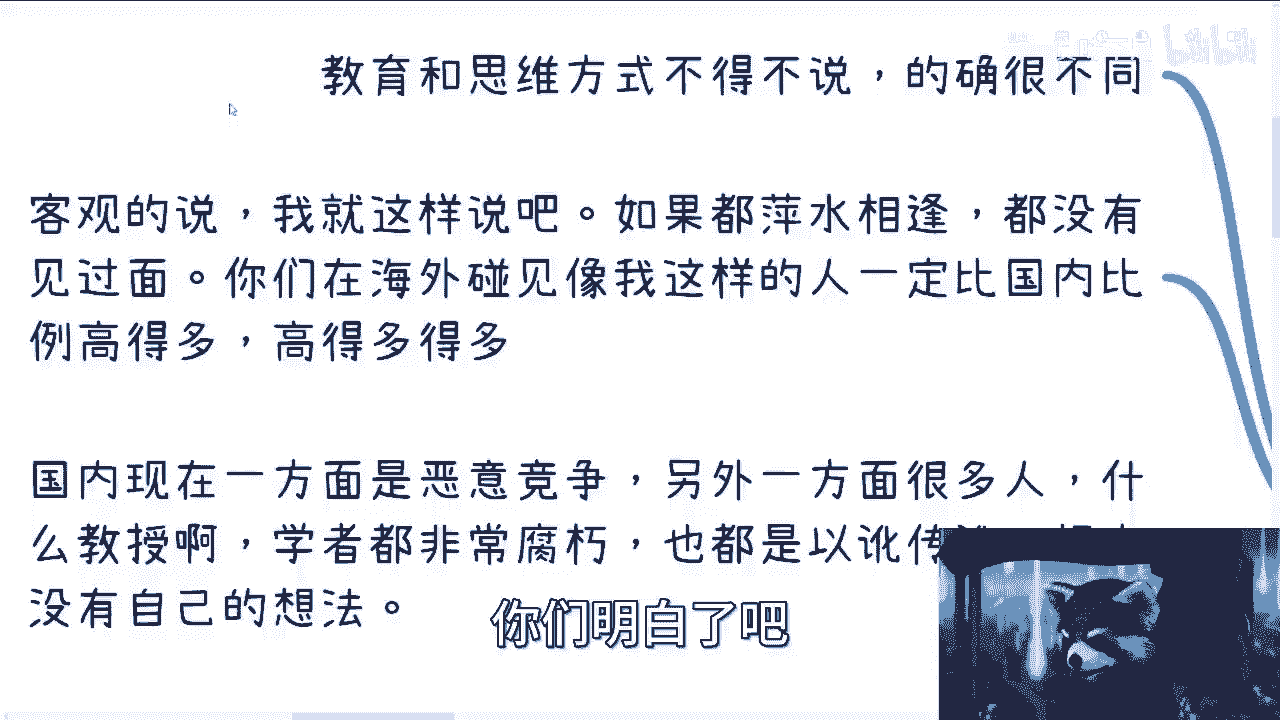 教育和思维方式不得不说，的确很不同
客观的说，我就这样说吧。如果都萍水相逢，都没有
见过面。你们在海外碰见像我这样的人一定比国内比
例高得多，高得多得多
国内现在一方面是恶意竞争，另外一方面很多人，什
么教授啊，学者都非常腐朽，也都是以讹传
没有自己的想法。
你们明白了吧
bilibili